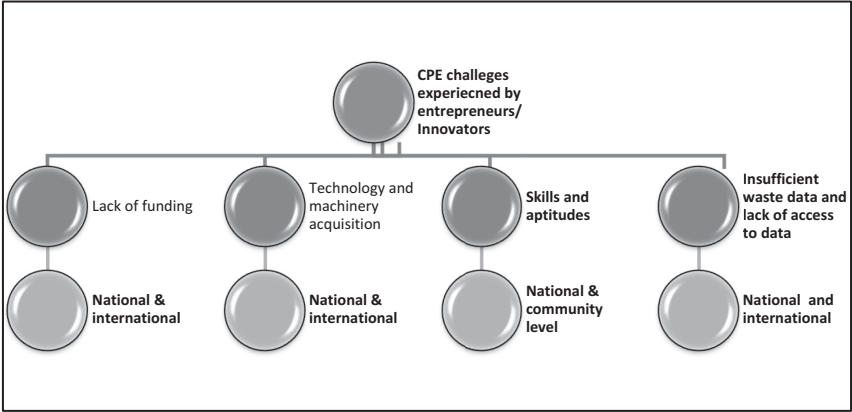 CPE challeges
experiecned by
entrepreneurs/
Innovators
Lack of funding
Technology and
machinery
acquisition
Skills and
aptitudes
Insufficient
waste data and
lack of access
to data
National &
international
National &
international
National &
community
level
National and
international